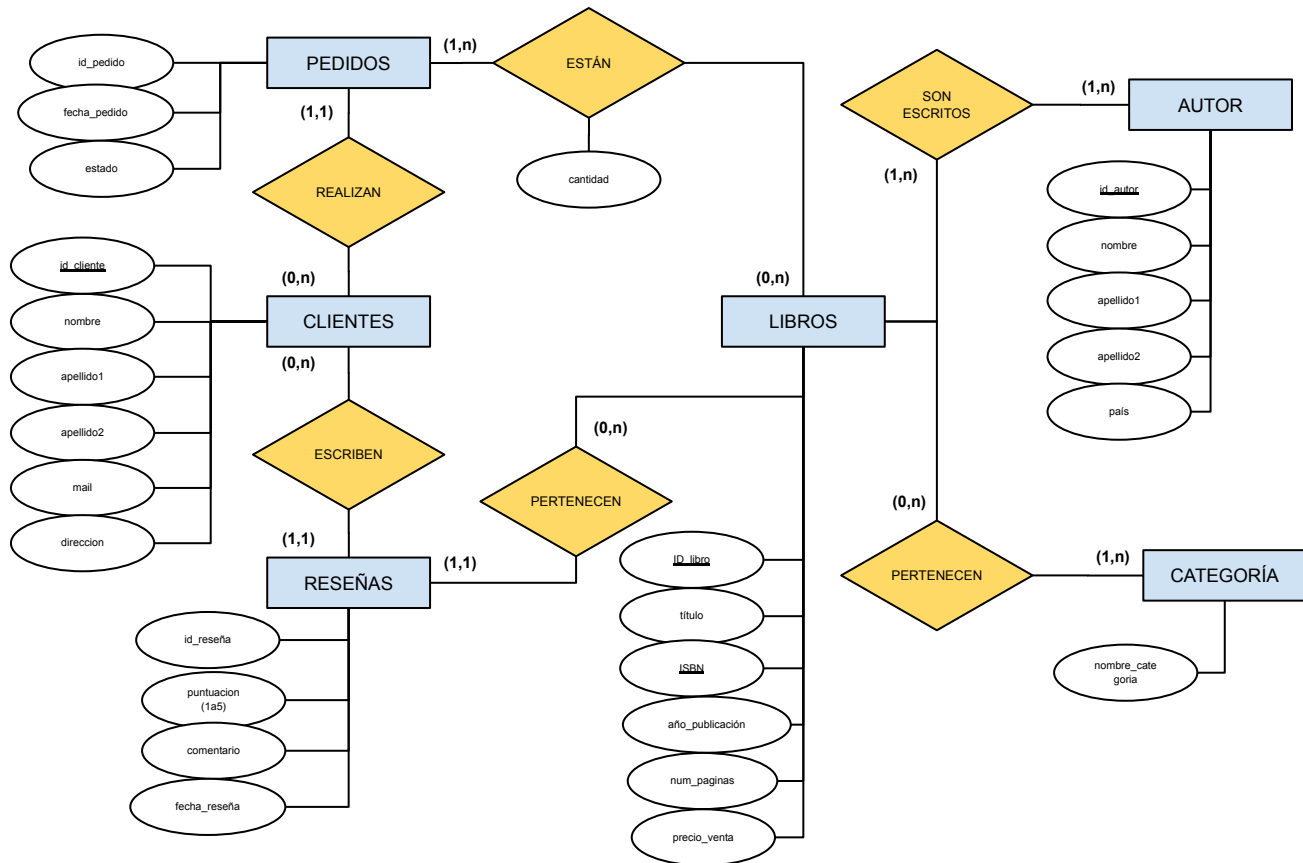 PEDIDOS
(1,n)
ESTÁN
id_pedido
fecha_pedido
estado
(1,1)
cantidad
REALIZAN
(0,n)
CLIENTES
(0,n)
id_cliente
nombre
apellido1
apellido2
mail
direccion
ESCRIBEN
(1,1)
RESEÑAS
(1,1)
id_reseña
puntuacion
(1a5)
comentario
fecha_reseña
PERTENECEN
(0,n)
(0,n)
LIBROS
ID_libro
título
ISBN
año_publicación
num_paginas
precio_venta
SON
ESCRITOS
(1,n)
(1,n)
AUTOR
id_autor
nombre
apellido1
apellido2
país
(0,n)
PERTENECEN
(1,n)
CATEGORÍA
nombre_cate
goria